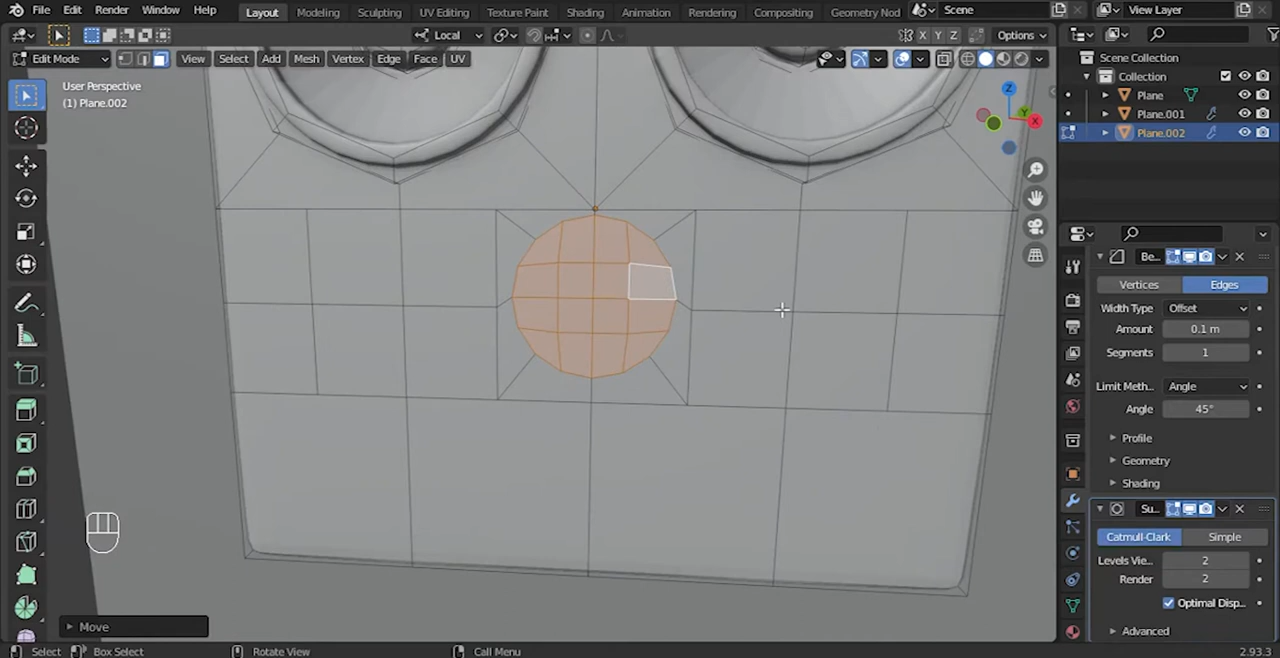 File Edit Render Window Help Layout Modeling Sculpting UV Editing Texture Paint Shading Animation Rendering Compositing Geometry Nod Scene View Layer
Local X Y Z Options
Edit Mode View Select Add Mesh Vertex Edge Face UV
User Perspective
(1) Plane.002
Z
Y
X
Move
Scene Collection
Collection
Plane
Plane.001
Plane.002
Be...
Vertices Edges
Width Type Offset
Amount 0.1 m
Segments 1
Limit Meth... Angle
Angle 45°
Profile
Geometry
Shading
Su...
Catmull-Clark Simple
Levels Vie... 2
Render 2
Optimal Disp...
Advanced
Select Box Select Rotate View Call Menu 2.93.3